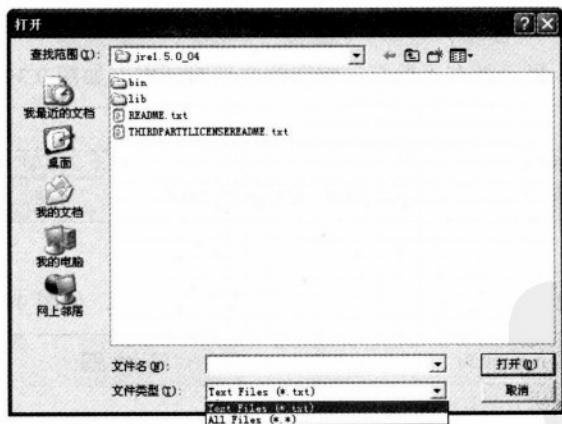 打开
查找范围(I):
jre1.5.0_04
bin
lib
README.txt
THIRDPARTYLICENSEREADME.txt
我最近的文档
桌面
我的文档
我的电脑
网上邻居
文件名(N):
打开(O)
文件类型(T):
Text Files (*.txt)
取消
Text Files (*.txt)
All Files (*.*)